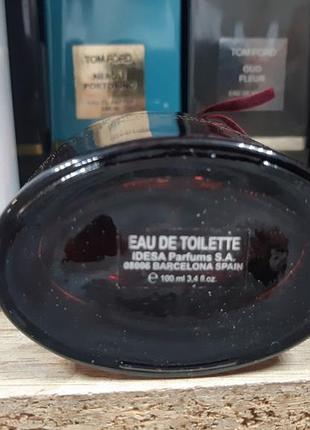 TOM FORD
NEROLI
PORTOFINO
TOM FORD
OUD
FLEUR
EAU DE TOILETTE
IDESA Parfums S.A.
08006 BARCELONA SPAIN
℮ 100 ml 3.4 fl.oz.